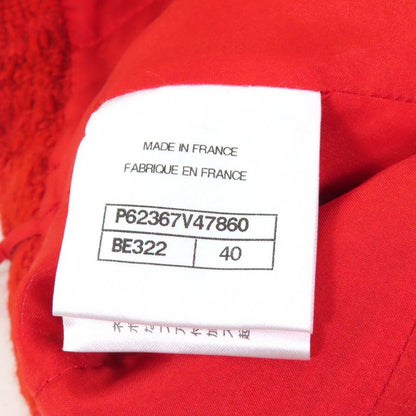 MADE IN FRANCE
FABRIQUE EN FRANCE
P62367V47860
BE322 40